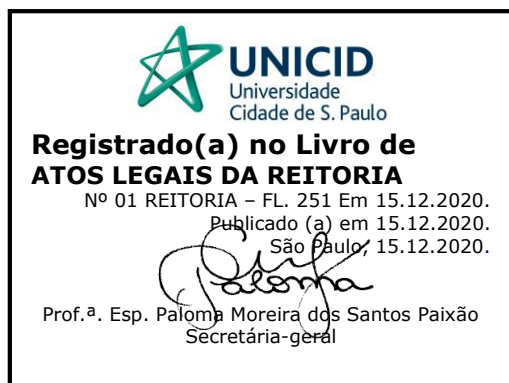 UNICID
Universidade
Cidade de S. Paulo
Registrado(a) no Livro de
ATOS LEGAIS DA REITORIA
Nº 01 REITORIA – FL. 251 Em 15.12.2020.
Publicado (a) em 15.12.2020.
São Paulo, 15.12.2020.
Paloma
Prof.ª. Esp. Paloma Moreira dos Santos Paixão
Secretária-geral